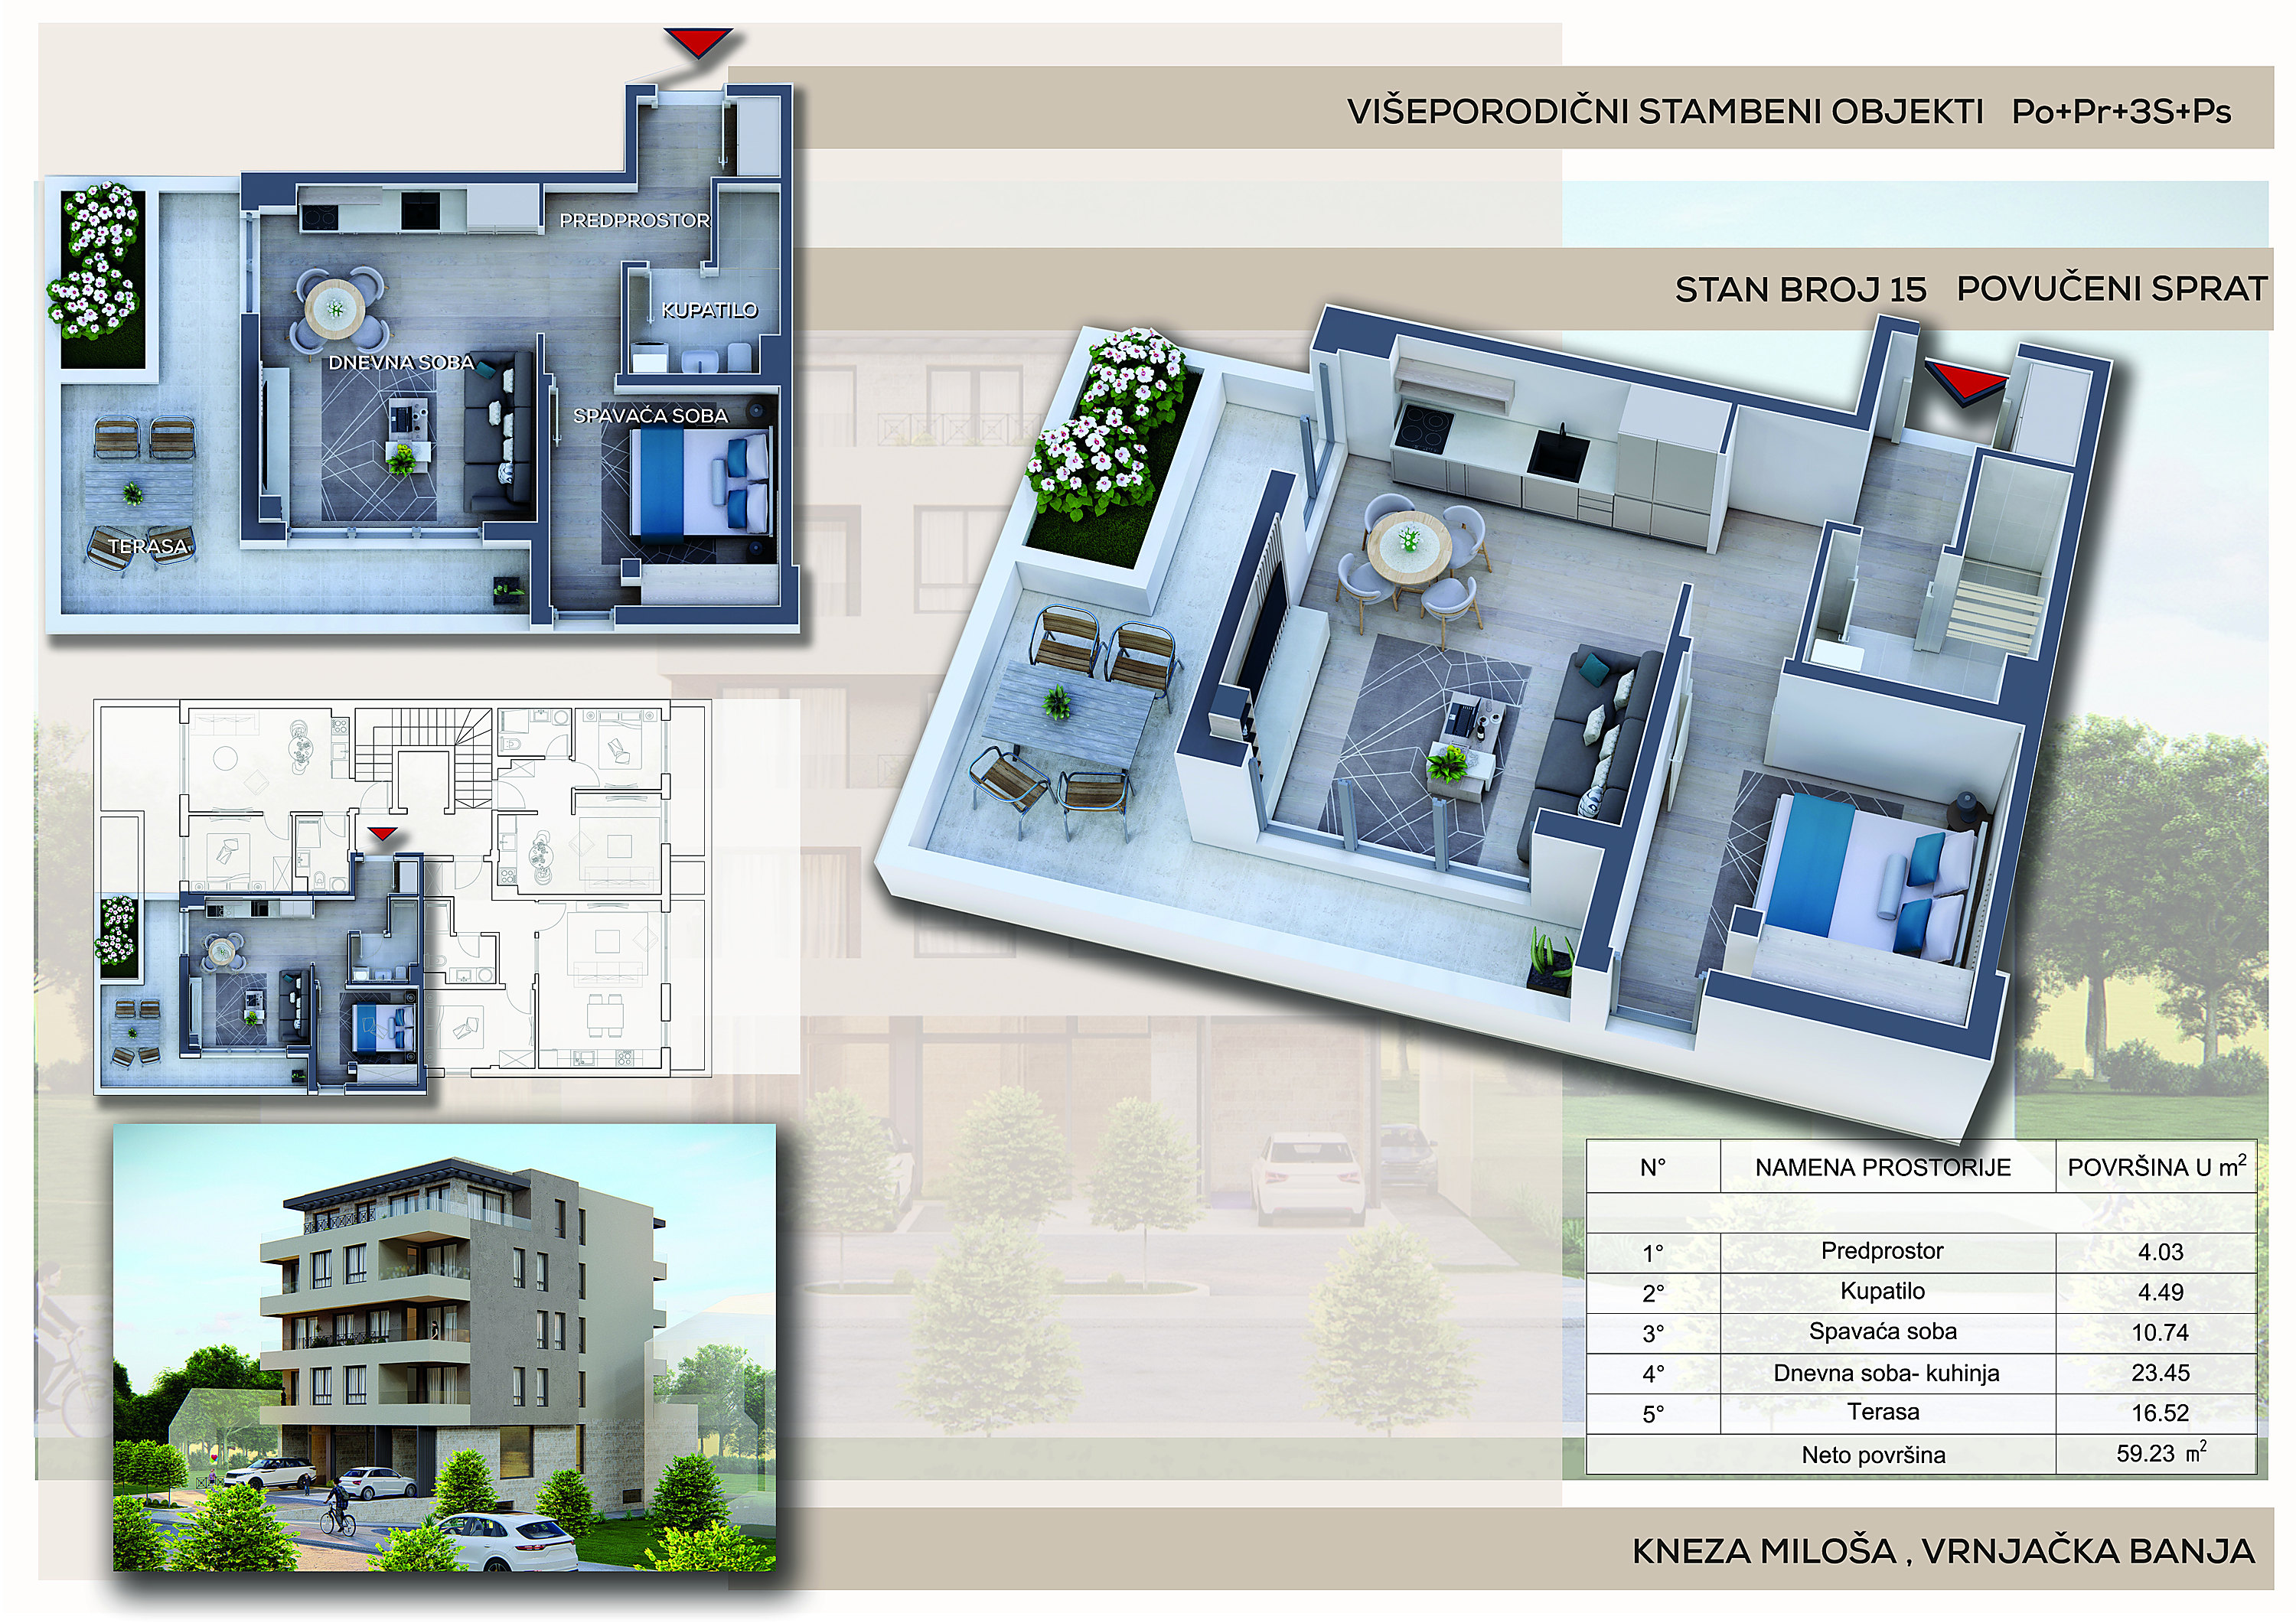 VIŠEPORODIČNI STAMBENI OBJEKTI Po+Pr+3S+Ps
STAN BROJ 15 POVUČENI SPRAT
PREDPROSTOR
KUPATILO
DNEVNA SOBA
SPAVAĆA SOBA
TERASA
N° NAMENA PROSTORIJE POVRŠINA U m²
1° Predprostor 4.03
2° Kupatilo 4.49
3° Spavaća soba 10.74
4° Dnevna soba- kuhinja 23.45
5° Terasa 16.52
Neto površina 59.23 m²
KNEZA MILOŠA , VRNJAČKA BANJA